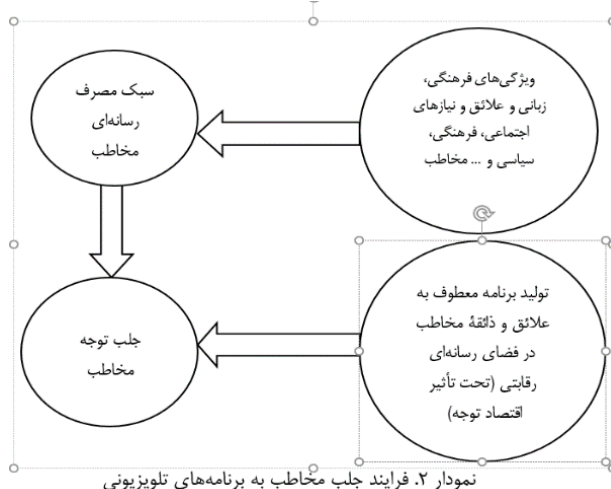 ویژگی‌های فرهنگی،
زبانی و علائق و نیازهای
اجتماعی، فرهنگی،
سیاسی و ... مخاطب
سبک مصرف
رسانه‌ای
مخاطب
تولید برنامه معطوف به
علائق و ذائقهٔ مخاطب
در فضای رسانه‌ای
رقابتی (تحت تأثیر
اقتصاد توجه)
جلب توجه
مخاطب
نمودار ۲. فرایند جلب مخاطب به برنامه‌های تلویزیونی